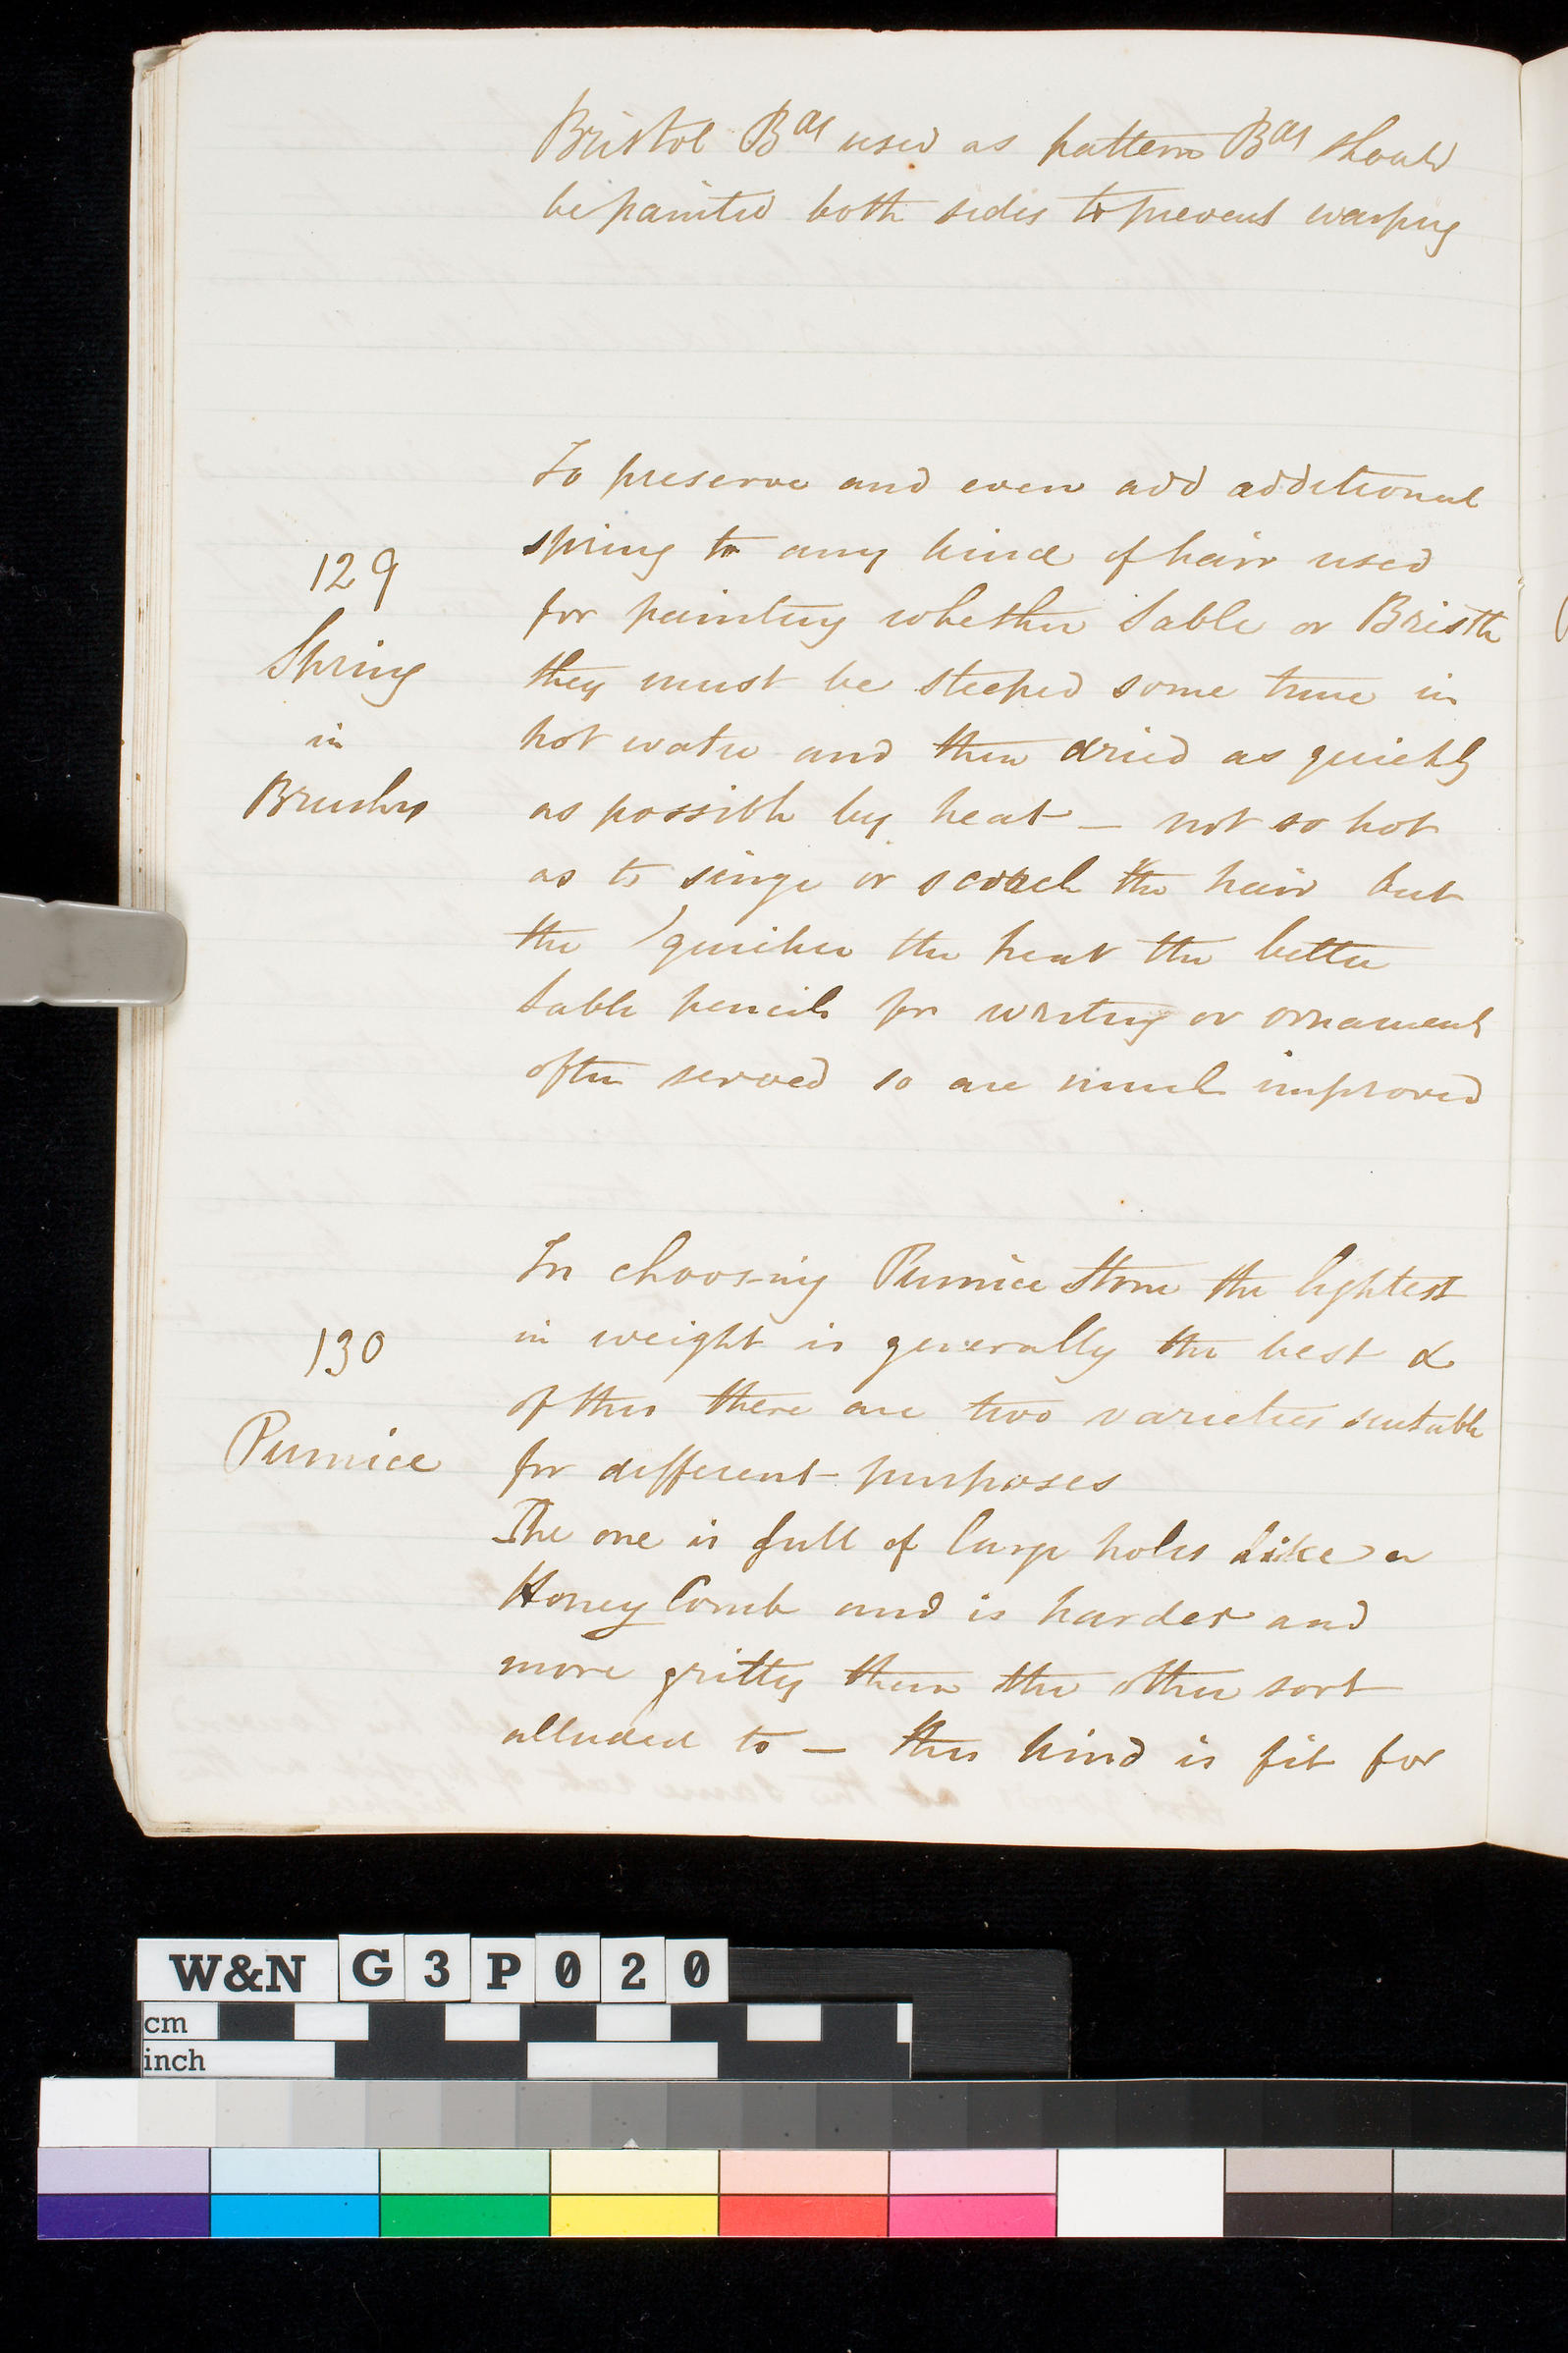 Bristol Bds used as pattern Bds should
be painted both sides to prevent warping
To preserve and even add additional
spring to any kind of hair used
129
for painting whether Sable or Bristle
Spring
they must be steeped some time in
in
hot water and then dried as quickly
Brushes
as possible by heat — not so hot
as to singe or scorch the hair but
the quicker the heat the better
Sable pencils for writing or ornament
often served so are much improved
In choosing Pumice Stone the lightest
130
in weight is generally the best &
of this there are two varieties suitable
Pumice
for different purposes
The one is full of large holes like a
Honey Comb and is harder and
more gritty than the other sort
alluded to — this kind is fit for
W&N G3P020
cm
inch